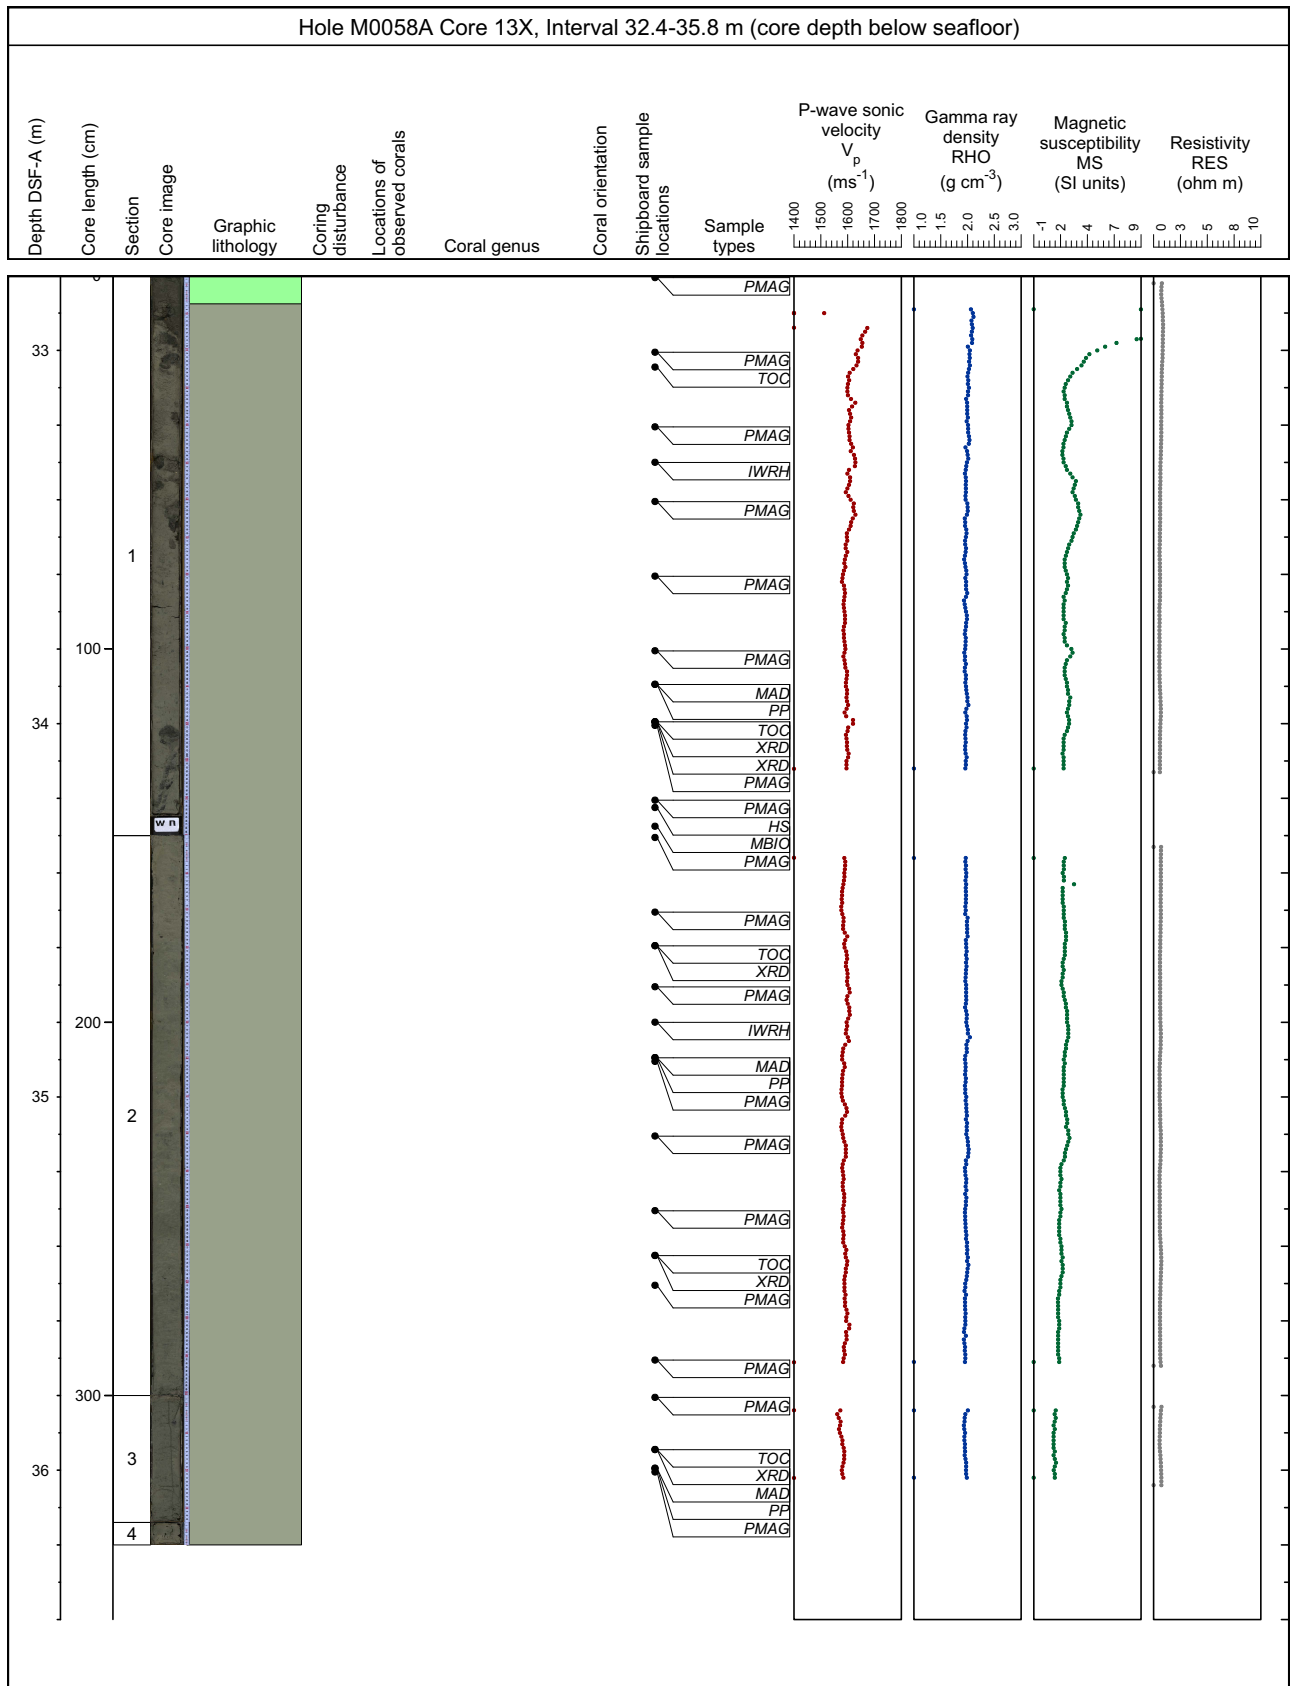 Hole M0058A Core 13X, Interval 32.4-35.8 m (core depth below seafloor)
Depth DSF-A (m)
Core length (cm)
Section
Core image
Graphic
lithology
Coring
disturbance
Locations of
observed corals
Coral genus
Coral orientation
Shipboard sample
locations
Sample
types
P-wave sonic
velocity
Vp
(ms-1)
1400 1500 1600 1700 1800
Gamma ray
density
RHO
(g cm-3)
1.0 1.5 2.0 2.5 3.0
Magnetic
susceptibility
MS
(SI units)
-1 2 4 7 9
Resistivity
RES
(ohm m)
0 3 5 8 10
0
PMAG
33
PMAG
TOC
PMAG
IWRH
PMAG
1
PMAG
100
PMAG
MAD
PP
34
TOC
XRD
XRD
PMAG
PMAG
w n
HS
MBIO
PMAG
PMAG
TOC
XRD
PMAG
200
IWRH
MAD
PP
35
PMAG
2
PMAG
PMAG
TOC
XRD
PMAG
PMAG
300
PMAG
3
TOC
36
XRD
MAD
PP
4
PMAG